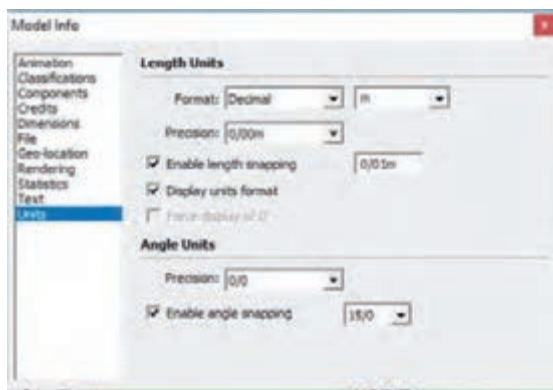 Model Info
Animation
Classifications
Components
Credits
Dimensions
File
Geo-location
Rendering
Statistics
Text
Units
Length Units
Format: Decimal m
Precision: 0/00m
Enable length snapping 0/01m
Display units format
Force display of 0"
Angle Units
Precision: 0/0
Enable angle snapping 15/0